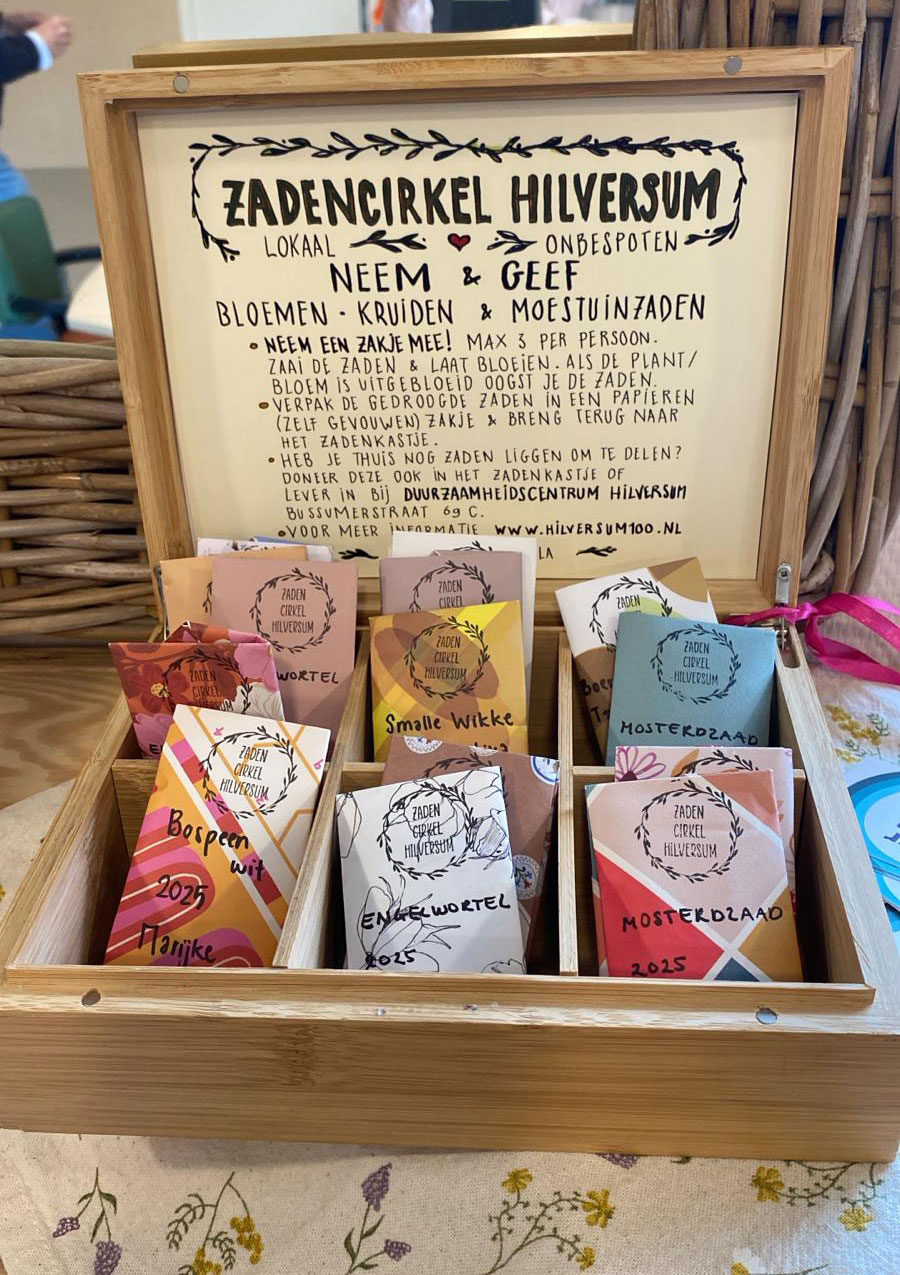 ZADENCIRKEL HILVERSUM
LOKAAL ONBESPOTEN
NEEM & GEEF
BLOEMEN · KRUIDEN & MOESTUINZADEN
• NEEM EEN ZAKJE MEE! MAX 3 PER PERSOON.
ZAAI DE ZADEN & LAAT BLOEIEN. ALS DE PLANT/
BLOEM IS UITGEBLOEID OOGST JE DE ZADEN.
• VERPAK DE GEDROOGDE ZADEN IN EEN PAPIEREN
(ZELF GEVOUWEN) ZAKJE & BRENG TERUG NAAR
HET ZADENKASTJE.
• HEB JE THUIS NOG ZADEN LIGGEN OM TE DELEN?
DONEER DEZE OOK IN HET ZADENKASTJE OF
LEVER IN BIJ DUURZAAMHEIDSCENTRUM HILVERSUM
BUSSUMERSTRAAT 69 C.
• VOOR MEER INFORMATIE WWW.HILVERSUM100.NL
ZADEN
CIRKEL
HILVERSUM
WORTEL
ZADEN
CIRKEL
ZADEN
ZADEN
CIRKEL
HILVERSUM
Smalle Wikke
ZADEN
CIRKEL
HILVERSUM
MOSTERDZAAD
ZADEN
CIRKEL
HILVERSUM
ZADEN
CIRKEL
HILVERSUM
Bospeen
wit
2025
Marijke
ZADEN
CIRKEL
HILVERSUM
ENGELWORTEL
2025
ZADEN
CIRKEL
HILVERSUM
MOSTERDZAAD
2025